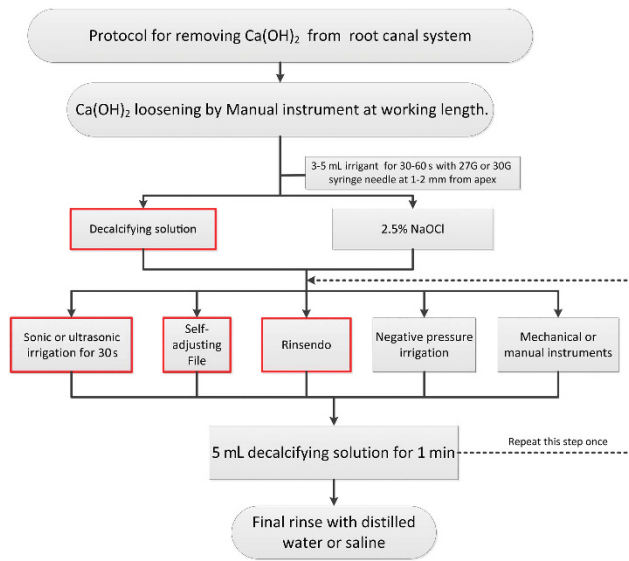 Protocol for removing Ca(OH)₂ from root canal system
Ca(OH)₂ loosening by Manual instrument at working length.
3-5 mL irrigant for 30-60 s with 27G or 30G
syringe needle at 1-2 mm from apex
Decalcifying solution
2.5% NaOCl
Sonic or ultrasonic
irrigation for 30 s
Self-
adjusting
File
Rinsendo
Negative pressure
irrigation
Mechanical or
manual instruments
5 mL decalcifying solution for 1 min
Repeat this step once
Final rinse with distilled
water or saline